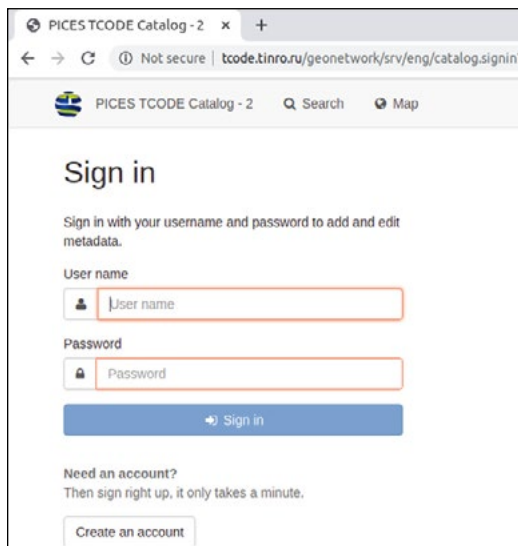 PICES TCODE Catalog - 2
Not secure | tcode.tinro.ru/geonetwork/srv/eng/catalog.signin
PICES TCODE Catalog - 2 Search Map
Sign in
Sign in with your username and password to add and edit
metadata.
User name
User name
Password
Password
Sign in
Need an account?
Then sign right up, it only takes a minute.
Create an account